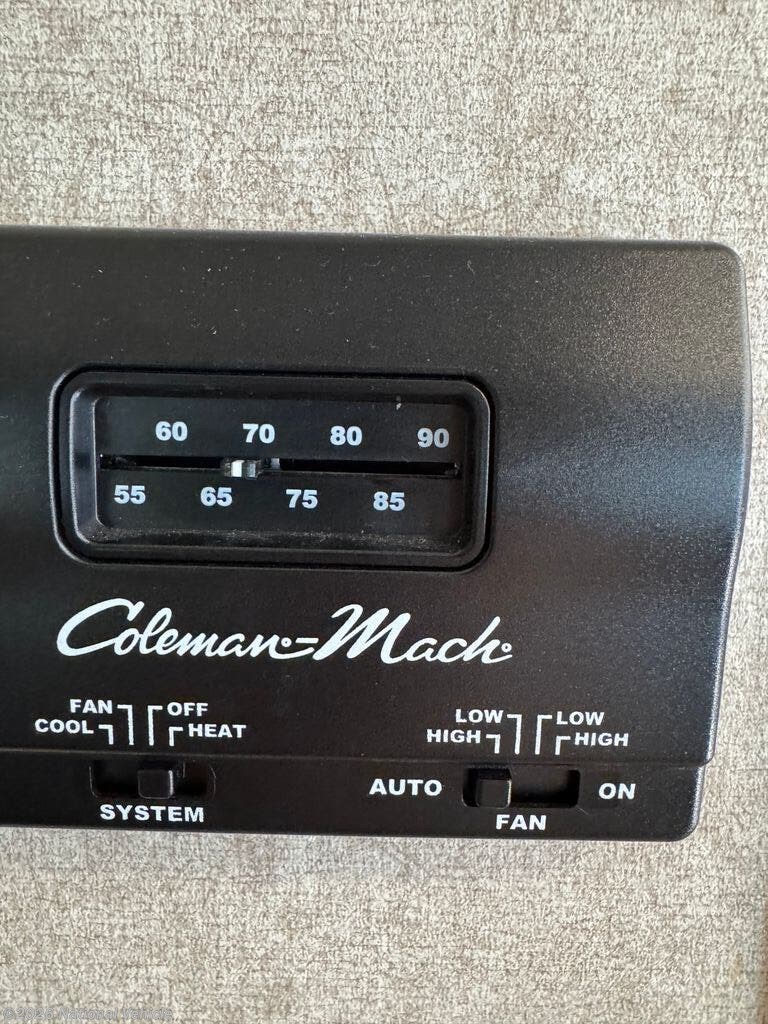 60 70 80 90
55 65 75 85
Coleman-Mach
FAN OFF
COOL HEAT
LOW LOW
HIGH HIGH
AUTO ON
SYSTEM
FAN